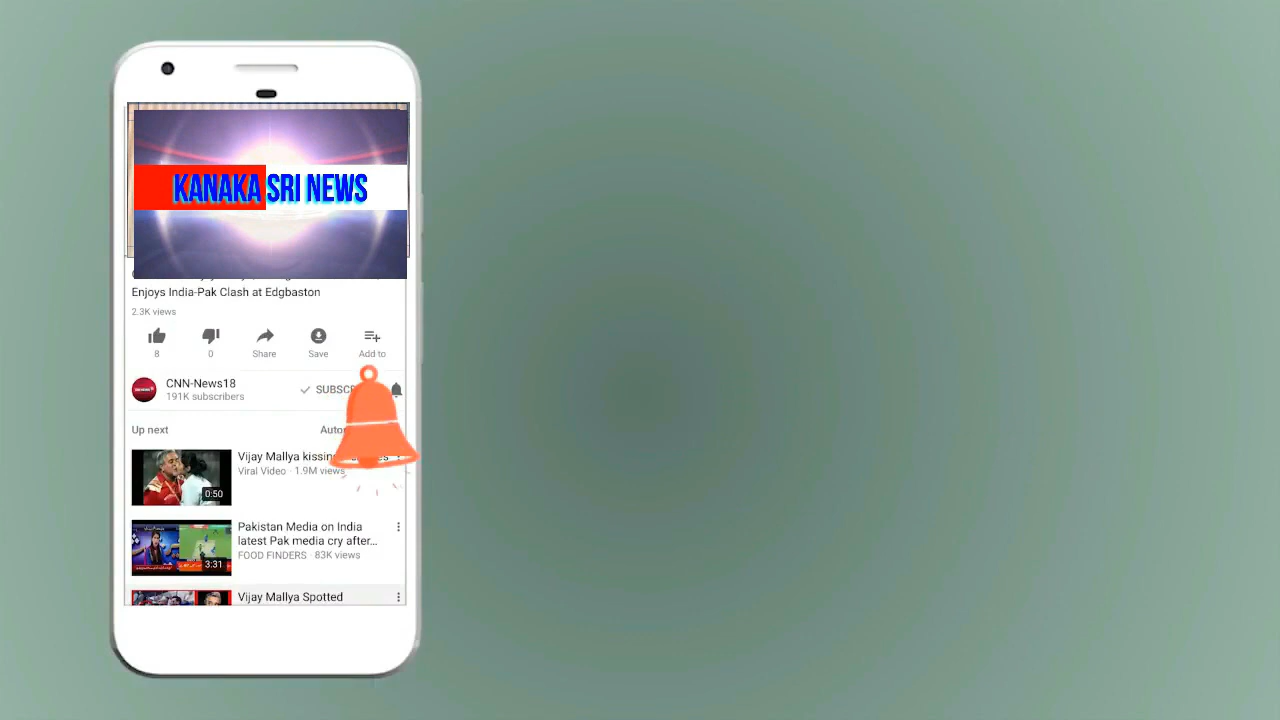 KANAKA SRI NEWS
Enjoys India-Pak Clash at Edgbaston
2.3K views
8
0
Share
Save
Add to
CNN-News18
191K subscribers
Up next
Vijay Mallya
Viral Video · 1.9M views
0:50
Pakistan Media on India
latest Pak media cry after...
FOOD FINDERS · 83K views
3:31
Vijay Mallya Spotted